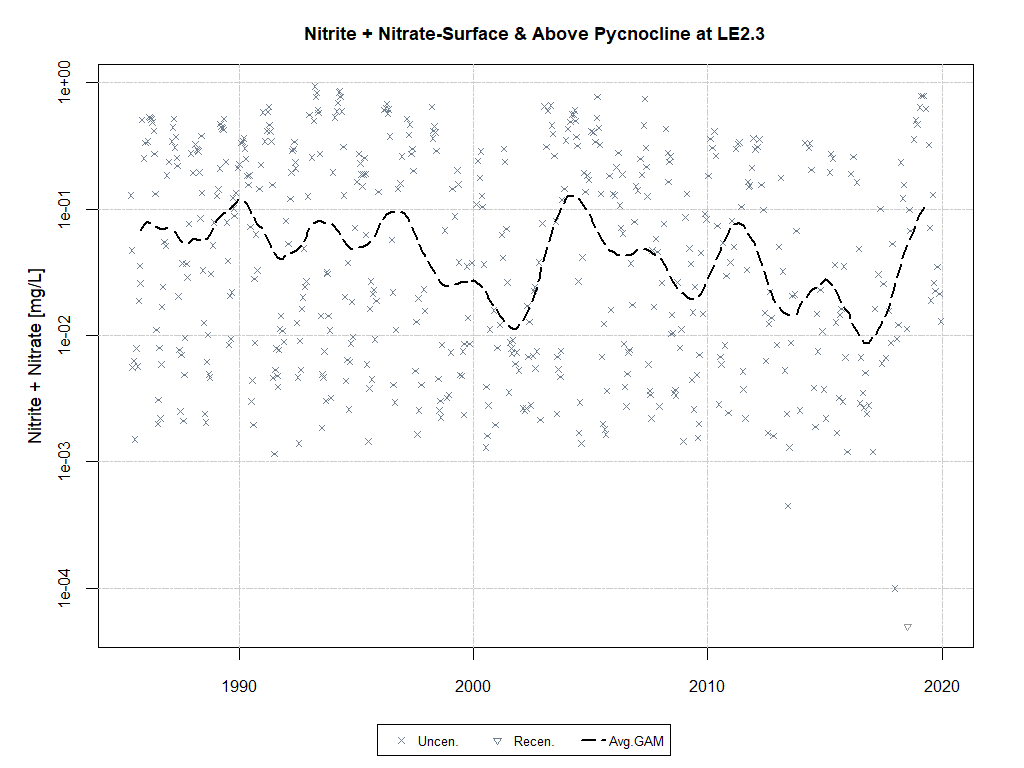 Nitrite + Nitrate-Surface & Above Pycnocline at LE2.3
Nitrite + Nitrate [mg/L]
1e+00
1e-01
1e-02
1e-03
1e-04
1990
2000
2010
2020
Uncen.
Recen.
Avg.GAM